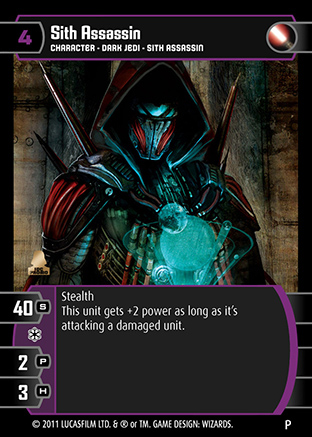 4
Sith Assassin
CHARACTER - DARK JEDI - SITH ASSASSIN
40 S
Stealth
This unit gets +2 power as long as it's
attacking a damaged unit.
2 P
3 H
© 2011 LUCASFILM LTD. & ® or TM. GAME DESIGN: WIZARDS.
P